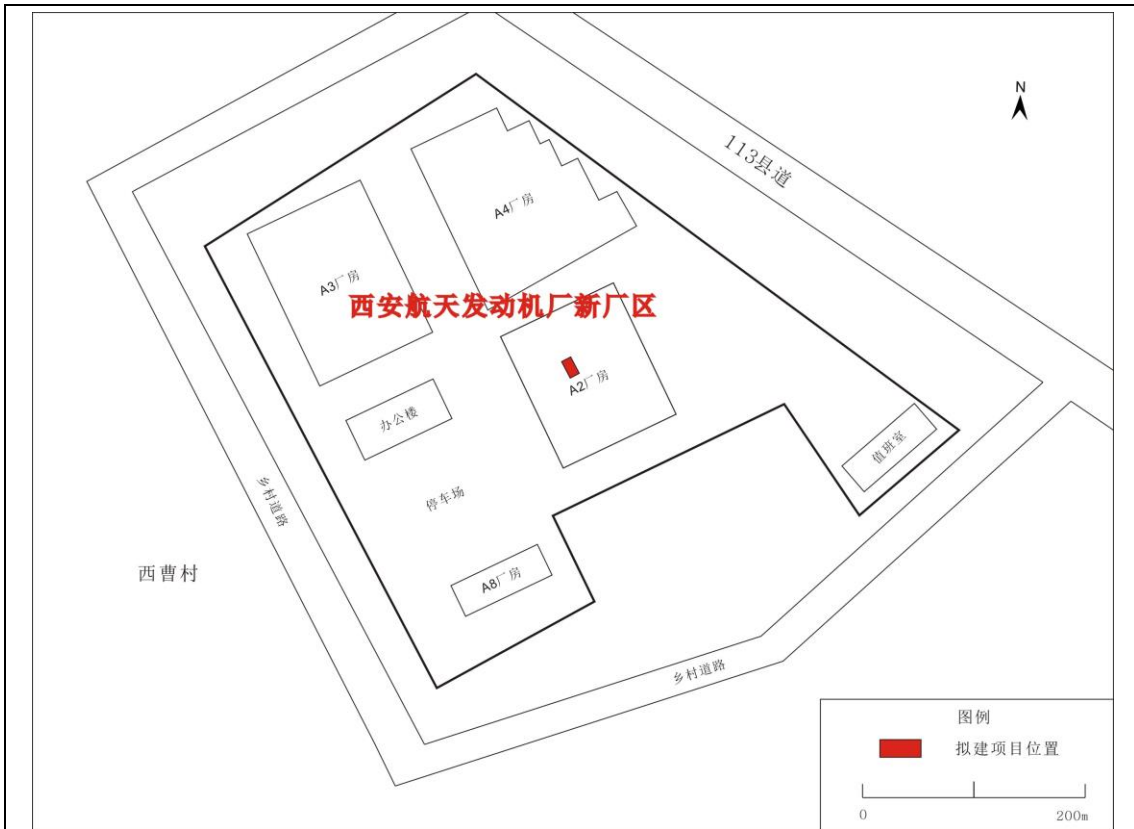 N
113县道
A4厂房
A3厂房
西安航天发动机厂新厂区
A2厂房
办公楼
值班室
乡村道路
停车场
西曹村
A8厂房
乡村道路
图例
拟建项目位置
0 200m